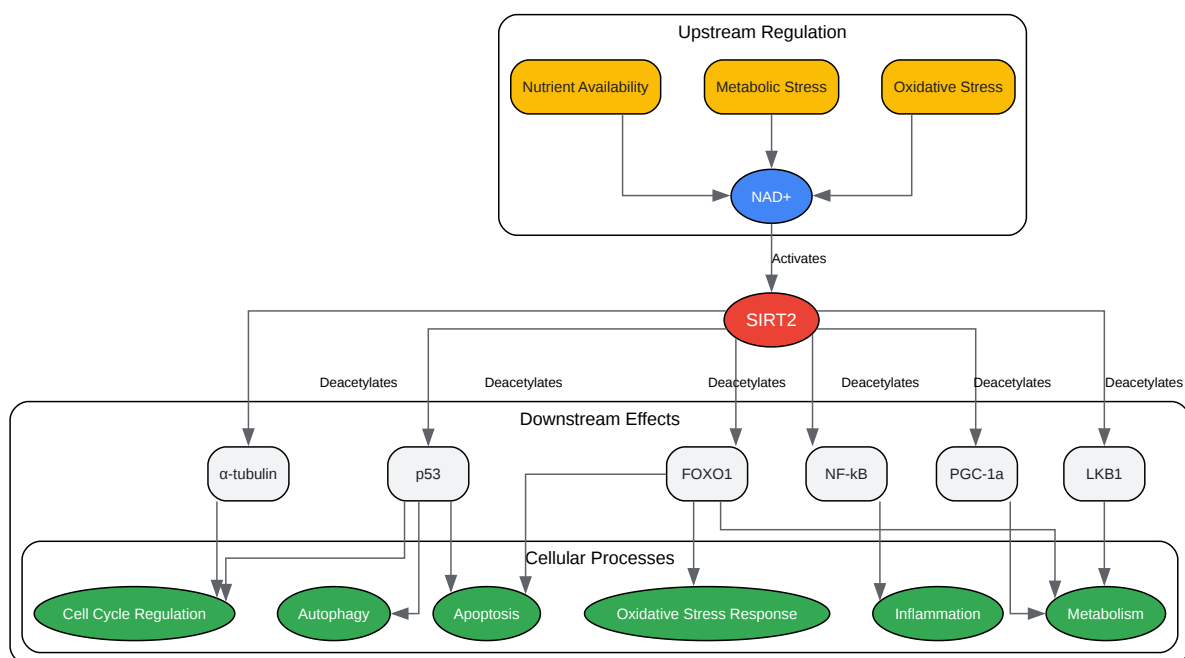 Upstream Regulation
Nutrient Availability
Metabolic Stress
Oxidative Stress
NAD+
Activates
SIRT2
Deacetylates
Deacetylates
Deacetylates
Deacetylates
Deacetylates
Deacetylates
Downstream Effects
α-tubulin
p53
FOXO1
NF-kB
PGC-1a
LKB1
Cellular Processes
Cell Cycle Regulation
Autophagy
Apoptosis
Oxidative Stress Response
Inflammation
Metabolism